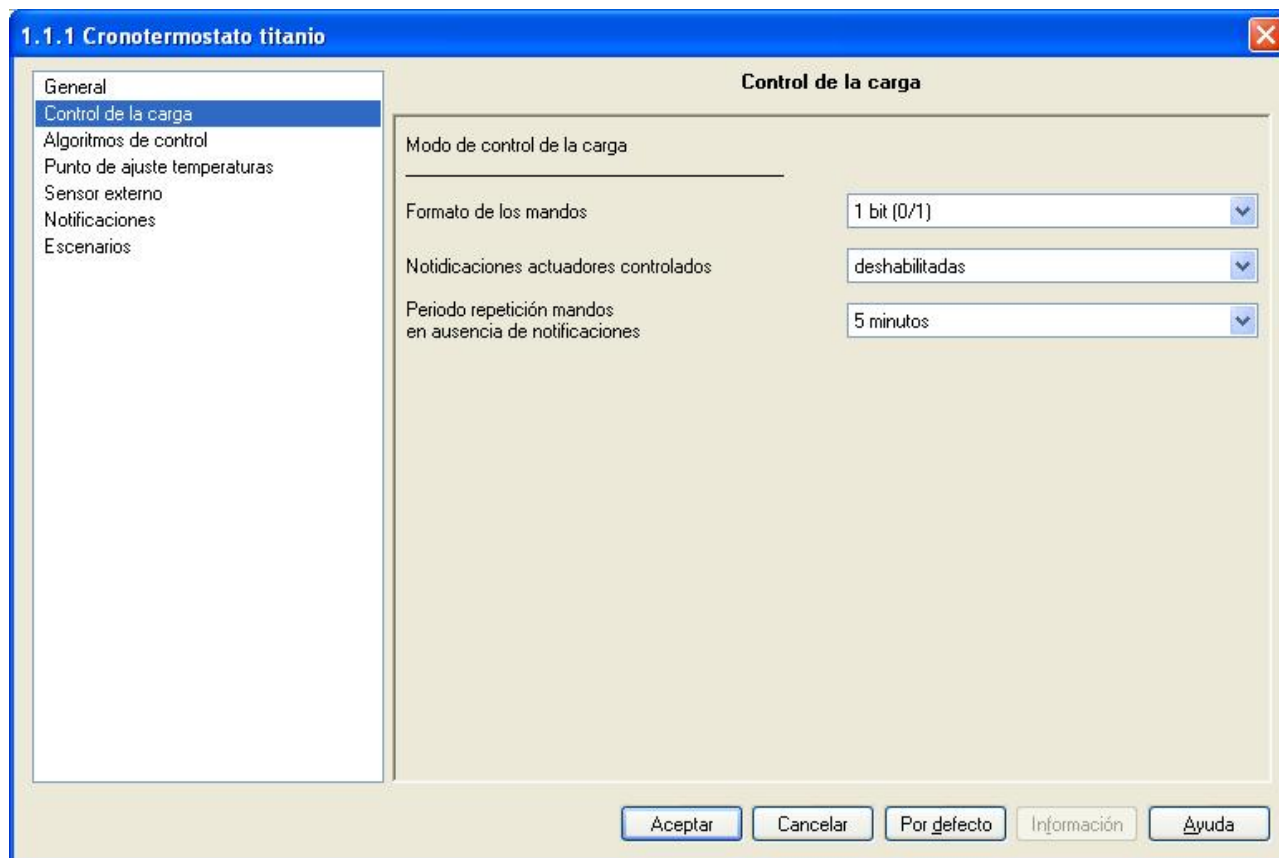 1.1.1 Cronotermostato titanio
General
Control de la carga
Algoritmos de control
Punto de ajuste temperaturas
Sensor externo
Notificaciones
Escenarios
Control de la carga
Modo de control de la carga
Formato de los mandos
1 bit (0/1)
Notidicaciones actuadores controlados
deshabilitadas
Periodo repetición mandos
en ausencia de notificaciones
5 minutos
Aceptar
Cancelar
Por defecto
Información
Ayuda